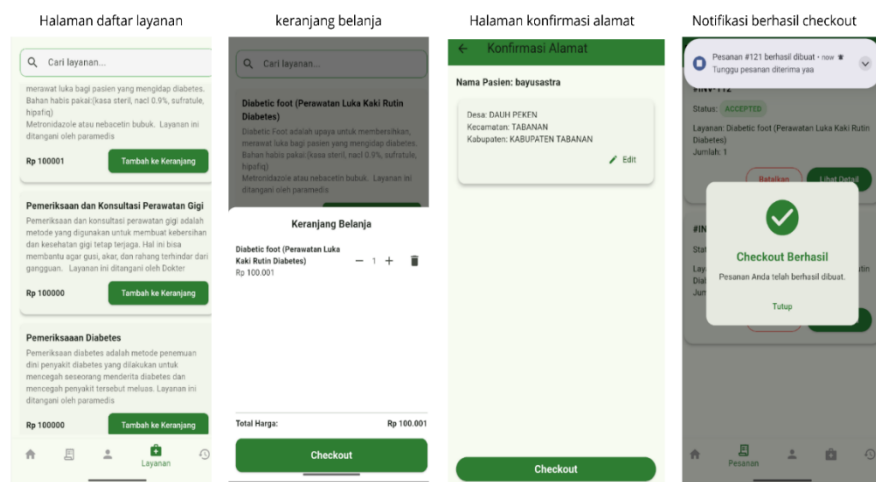 Halaman daftar layanan
Cari layanan...
merawat luka bagi pasien yang mengidap diabetes.
Bahan habis pakai:(kasa steril, nacl 0.9%, sufratule,
hipafiq)
Metronidazole atau nebacetin bubuk.  Layanan ini
ditangani oleh paramedis
Rp 100001
Tambah ke Keranjang
Pemeriksaan dan Konsultasi Perawatan Gigi
Pemeriksaan dan konsultasi perawatan gigi adalah
metode yang digunakan untuk membuat kebersihan
dan kesehatan gigi tetap terjaga. Hal ini bisa
membantu agar gusi, akar, dan rahang terhindar dari
gangguan.  Layanan ini ditangani oleh Dokter
Rp 100000
Tambah ke Keranjang
Pemeriksaaan Diabetes
Pemeriksaan diabetes adalah metode penemuan
dini penyakit diabetes yang dilakukan untuk
mencegah seseorang menderita diabetes dan
mencegah penyakit tersebut meluas. Layanan ini
ditangani oleh paramedis
Rp 100000
Tambah ke Keranjang
Layanan
keranjang belanja
Cari layanan...
Diabetic foot (Perawatan Luka Kaki Rutin
Diabetes)
Diabetic Foot adalah upaya untuk membersihkan,
merawat luka bagi pasien yang mengidap diabetes.
Bahan habis pakai:(kasa steril, nacl 0.9%, sufratule,
hipafiq)
Metronidazole atau nebacetin bubuk.  Layanan ini
ditangani oleh paramedis
Keranjang Belanja
Diabetic foot (Perawatan Luka
Kaki Rutin Diabetes)
Rp 100.001
1
Total Harga:
Rp 100.001
Checkout
Halaman konfirmasi alamat
Konfirmasi Alamat
Nama Pasien: bayusastra
Desa: DAUH PEKEN
Kecamatan: TABANAN
Kabupaten: KABUPATEN TABANAN
Edit
Checkout
Notifikasi berhasil checkout
Pesanan #121 berhasil dibuat • now
Tunggu pesanan diterima yaa
#INV-112
Status: ACCEPTED
Layanan: Diabetic foot (Perawatan Luka Kaki Rutin
Diabetes)
Jumlah: 1
Batalkan
Lihat Detail
#IN
Stat
Lay
utin
Dia
Jum
Checkout Berhasil
Pesanan Anda telah berhasil dibuat.
Tutup
Pesanan